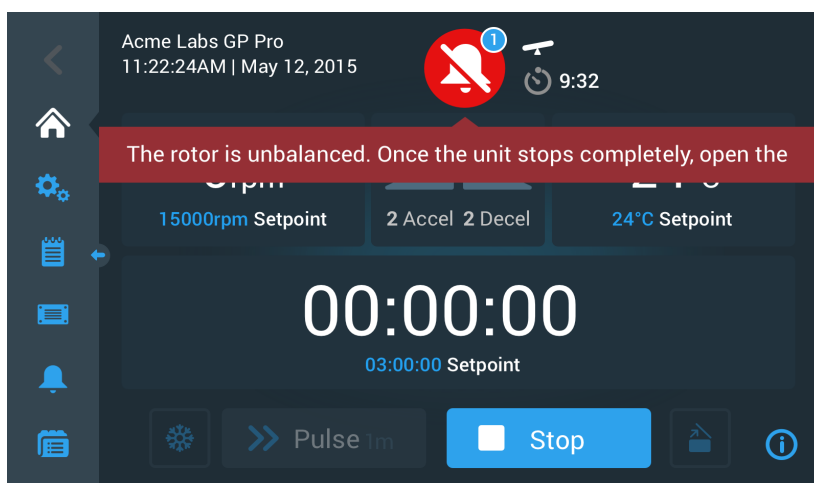 Acme Labs GP Pro
11:22:24AM | May 12, 2015
1
9:32
The rotor is unbalanced. Once the unit stops completely, open the
15000rpm Setpoint
2 Accel 2 Decel
24°C Setpoint
00:00:00
03:00:00 Setpoint
Pulse 1m
Stop